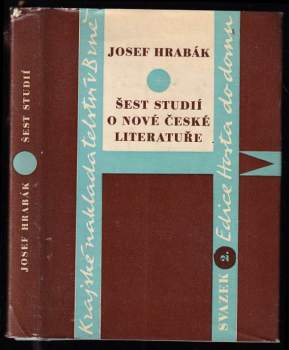 JOSEF HRABÁK
ŠEST STUDIÍ
O NOVÉ ČESKÉ
LITERATUŘE
Krajské nakladatelství v Brně
SVAZEK 2. Edice Hosta do domu
JOSEF HRABÁK ŠEST STUDIÍ